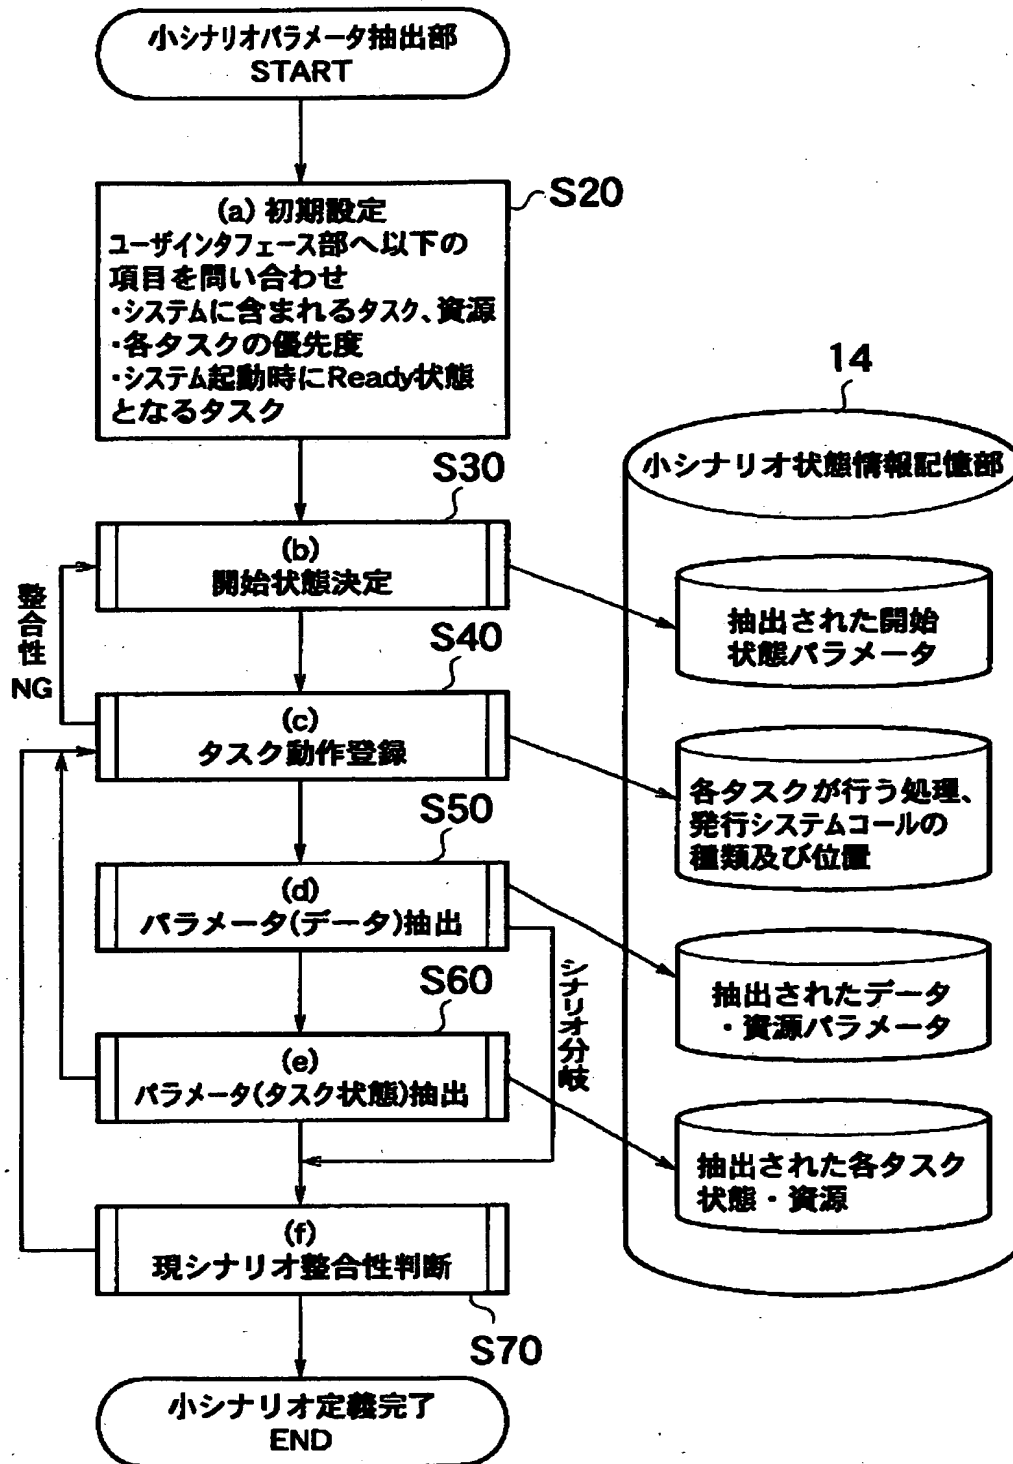 小シナリオパラメータ抽出部
START
S20
(a) 初期設定
ユーザインタフェース部へ以下の
項目を問い合わせ
・システムに含まれるタスク、資源
・各タスクの優先度
・システム起動時にReady状態
となるタスク
14
小シナリオ状態情報記憶部
S30
(b)
開始状態決定
整合性
NG
抽出された開始
状態パラメータ
S40
(c)
タスク動作登録
各タスクが行う処理、
発行システムコールの
種類及び位置
S50
(d)
パラメータ(データ)抽出
シナリオ分岐
抽出されたデータ
・資源パラメータ
S60
(e)
パラメータ(タスク状態)抽出
抽出された各タスク
状態・資源
(f)
現シナリオ整合性判断
S70
小シナリオ定義完了
END